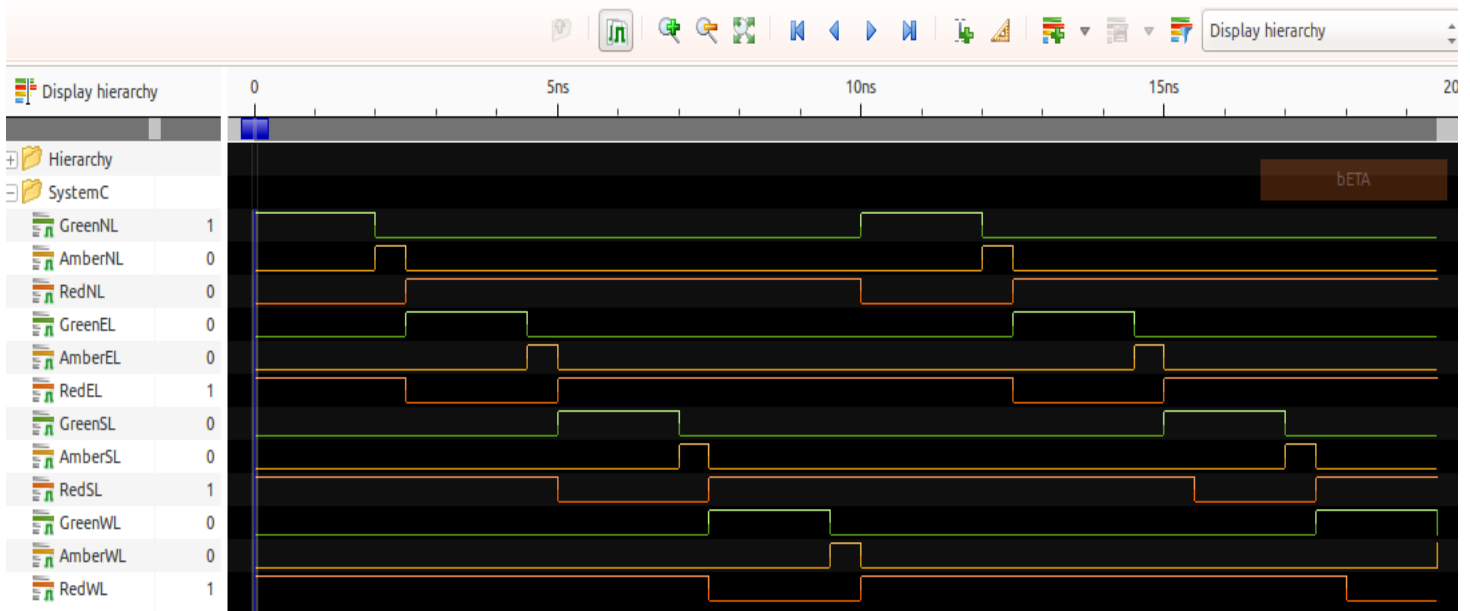 Display hierarchy
Display hierarchy 0 5ns 10ns 15ns 20
Hierarchy
bETA
SystemC
GreenNL 1
AmberNL 0
RedNL 0
GreenEL 0
AmberEL 0
RedEL 1
GreenSL 0
AmberSL 0
RedSL 1
GreenWL 0
AmberWL 0
RedWL 1